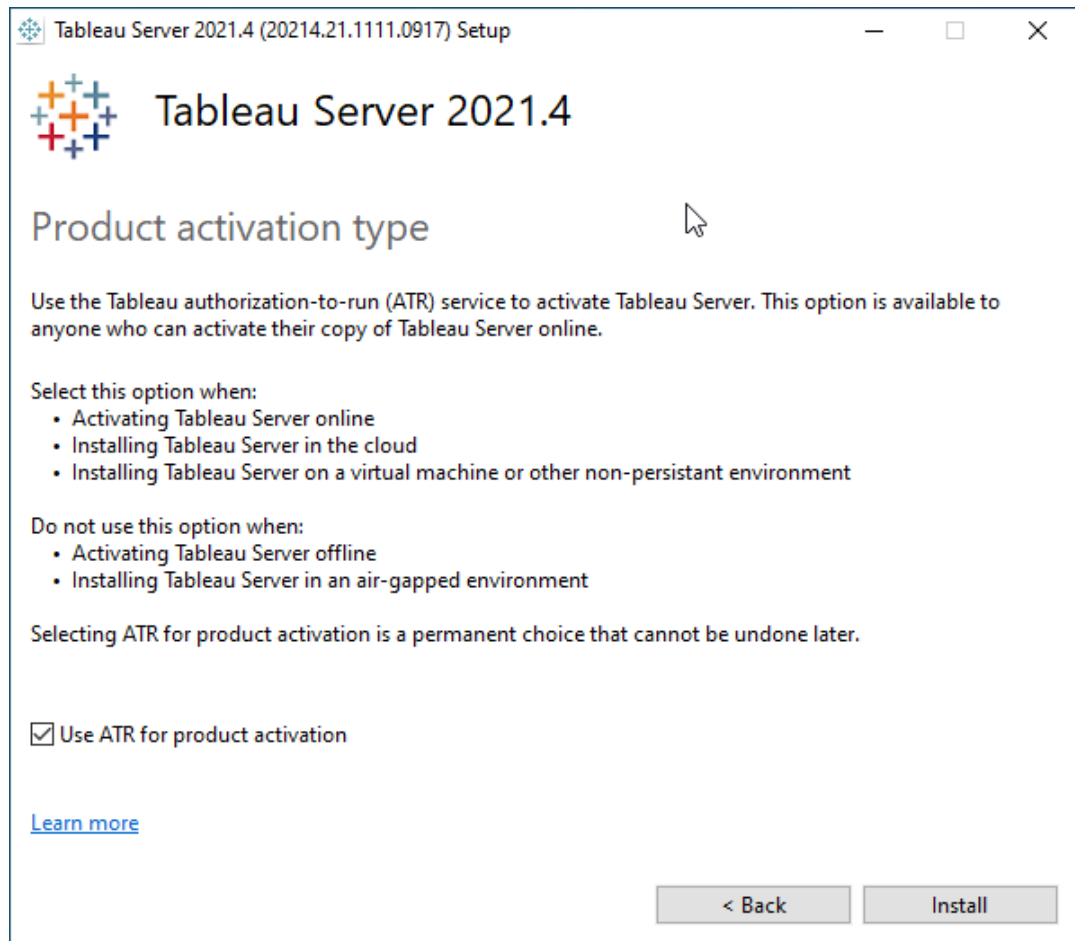 Tableau Server 2021.4 (20214.21.1111.0917) Setup
Tableau Server 2021.4
Product activation type
Use the Tableau authorization-to-run (ATR) service to activate Tableau Server. This option is available to
anyone who can activate their copy of Tableau Server online.
Select this option when:
• Activating Tableau Server online
• Installing Tableau Server in the cloud
• Installing Tableau Server on a virtual machine or other non-persistant environment
Do not use this option when:
• Activating Tableau Server offline
• Installing Tableau Server in an air-gapped environment
Selecting ATR for product activation is a permanent choice that cannot be undone later.
Use ATR for product activation
Learn more
< Back
Install